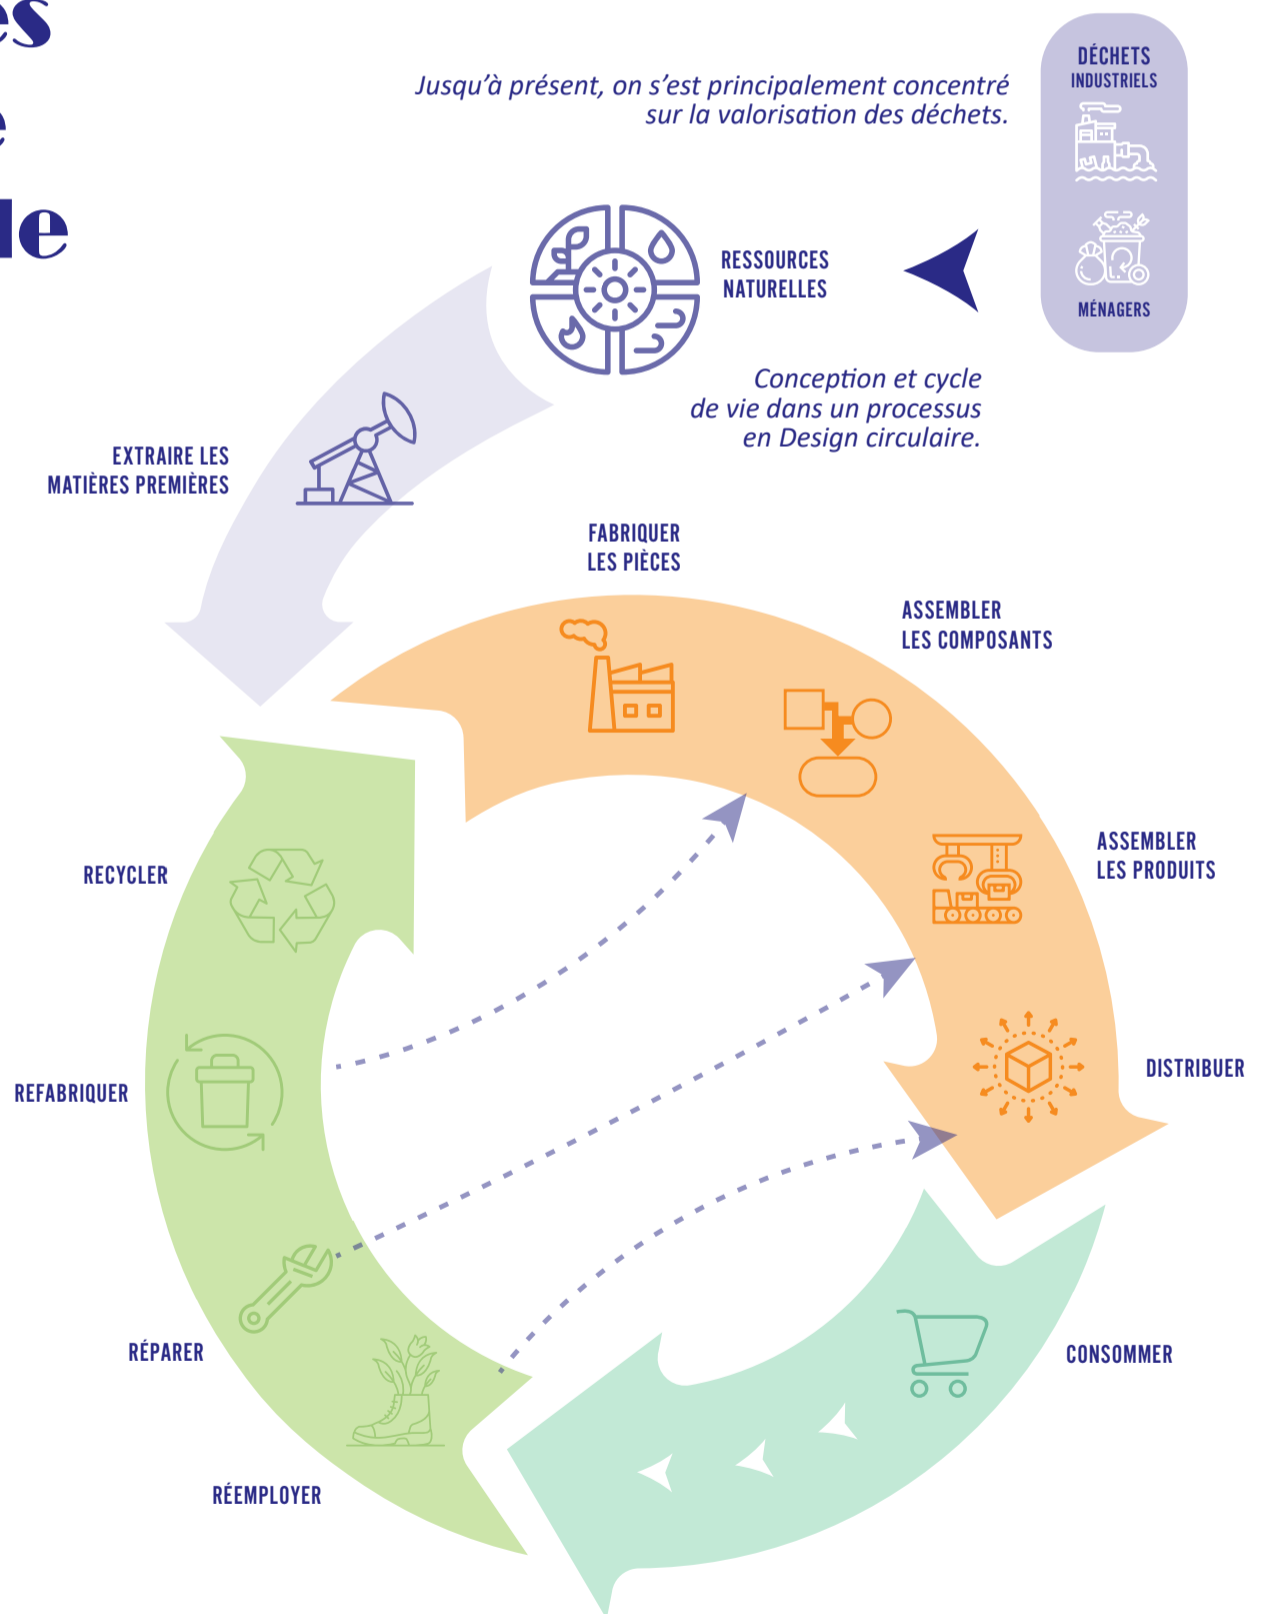 es
e
le
Jusqu’à présent, on s’est principalement concentré
sur la valorisation des déchets.
DÉCHETS
INDUSTRIELS
MÉNAGERS
RESSOURCES
NATURELLES
Conception et cycle
de vie dans un processus
en Design circulaire.
EXTRAIRE LES
MATIÈRES PREMIÈRES
FABRIQUER
LES PIÈCES
ASSEMBLER
LES COMPOSANTS
ASSEMBLER
LES PRODUITS
DISTRIBUER
CONSOMMER
RÉEMPLOYER
RÉPARER
REFABRIQUER
RECYCLER